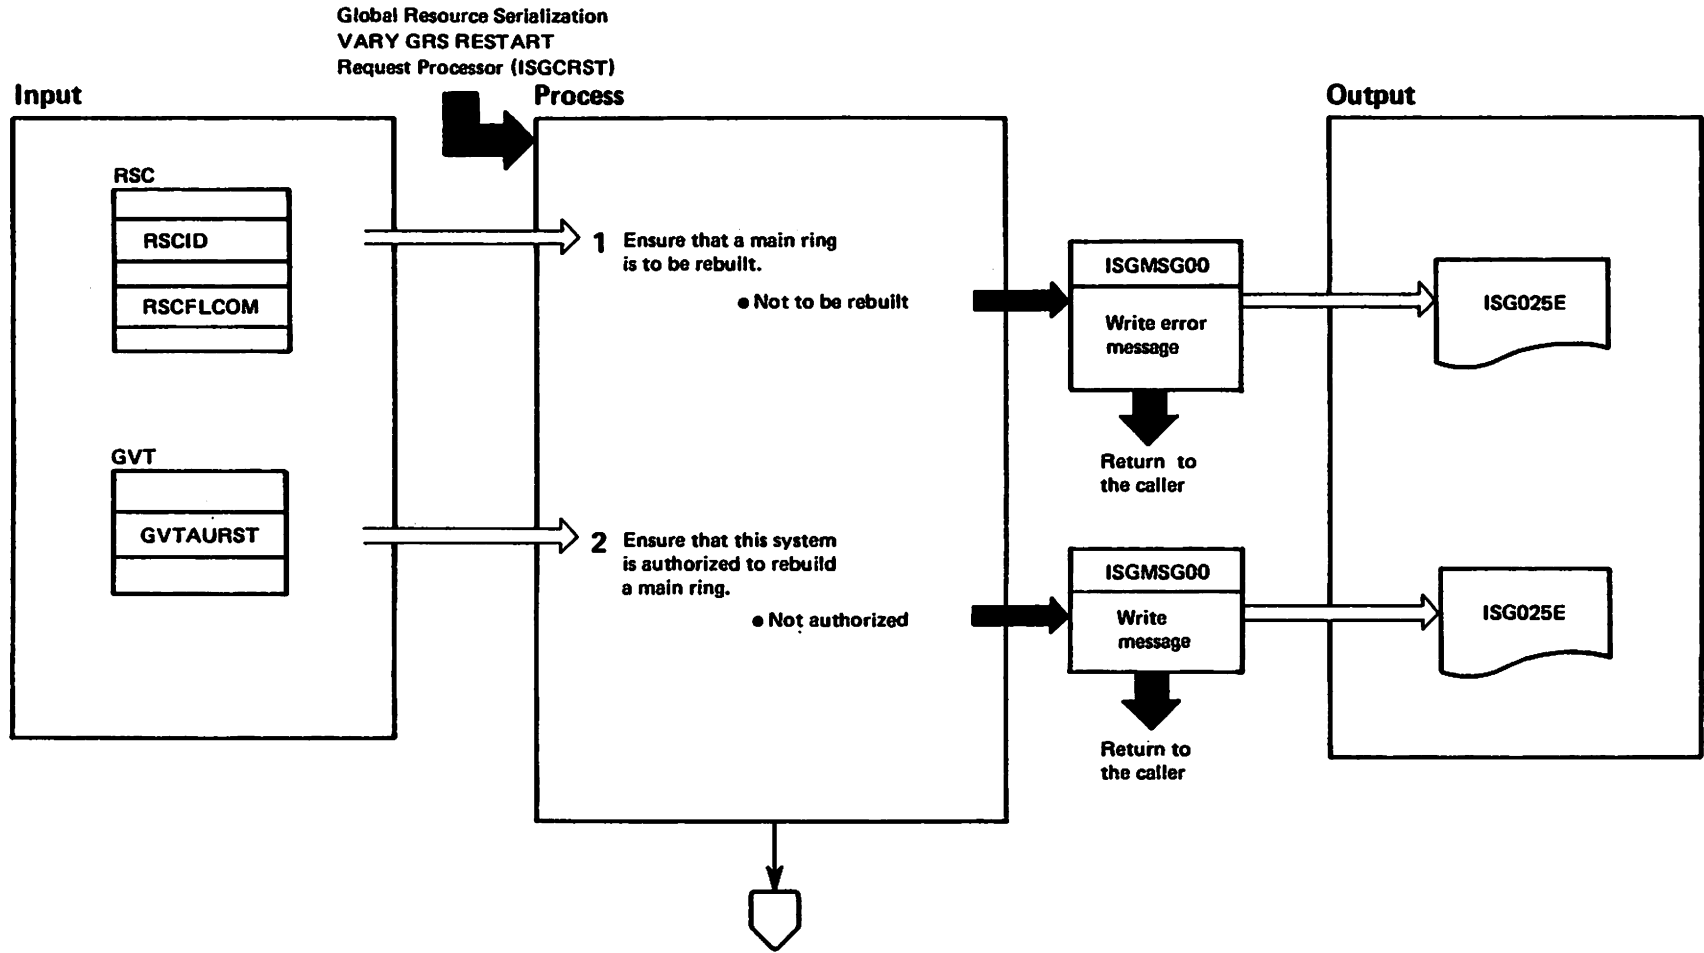 Global Resource Serialization
VARY GRS RESTART
Request Processor (ISGCRST)
Input
Process
Output
RSC
RSCID
RSCFLCOM
1 Ensure that a main ring
is to be rebuilt.
● Not to be rebuilt
ISGMSG00
Write error
message
Return to
the caller
ISG025E
GVT
GVTAURST
2 Ensure that this system
is authorized to rebuild
a main ring.
● Not authorized
ISGMSG00
Write
message
Return to
the caller
ISG025E